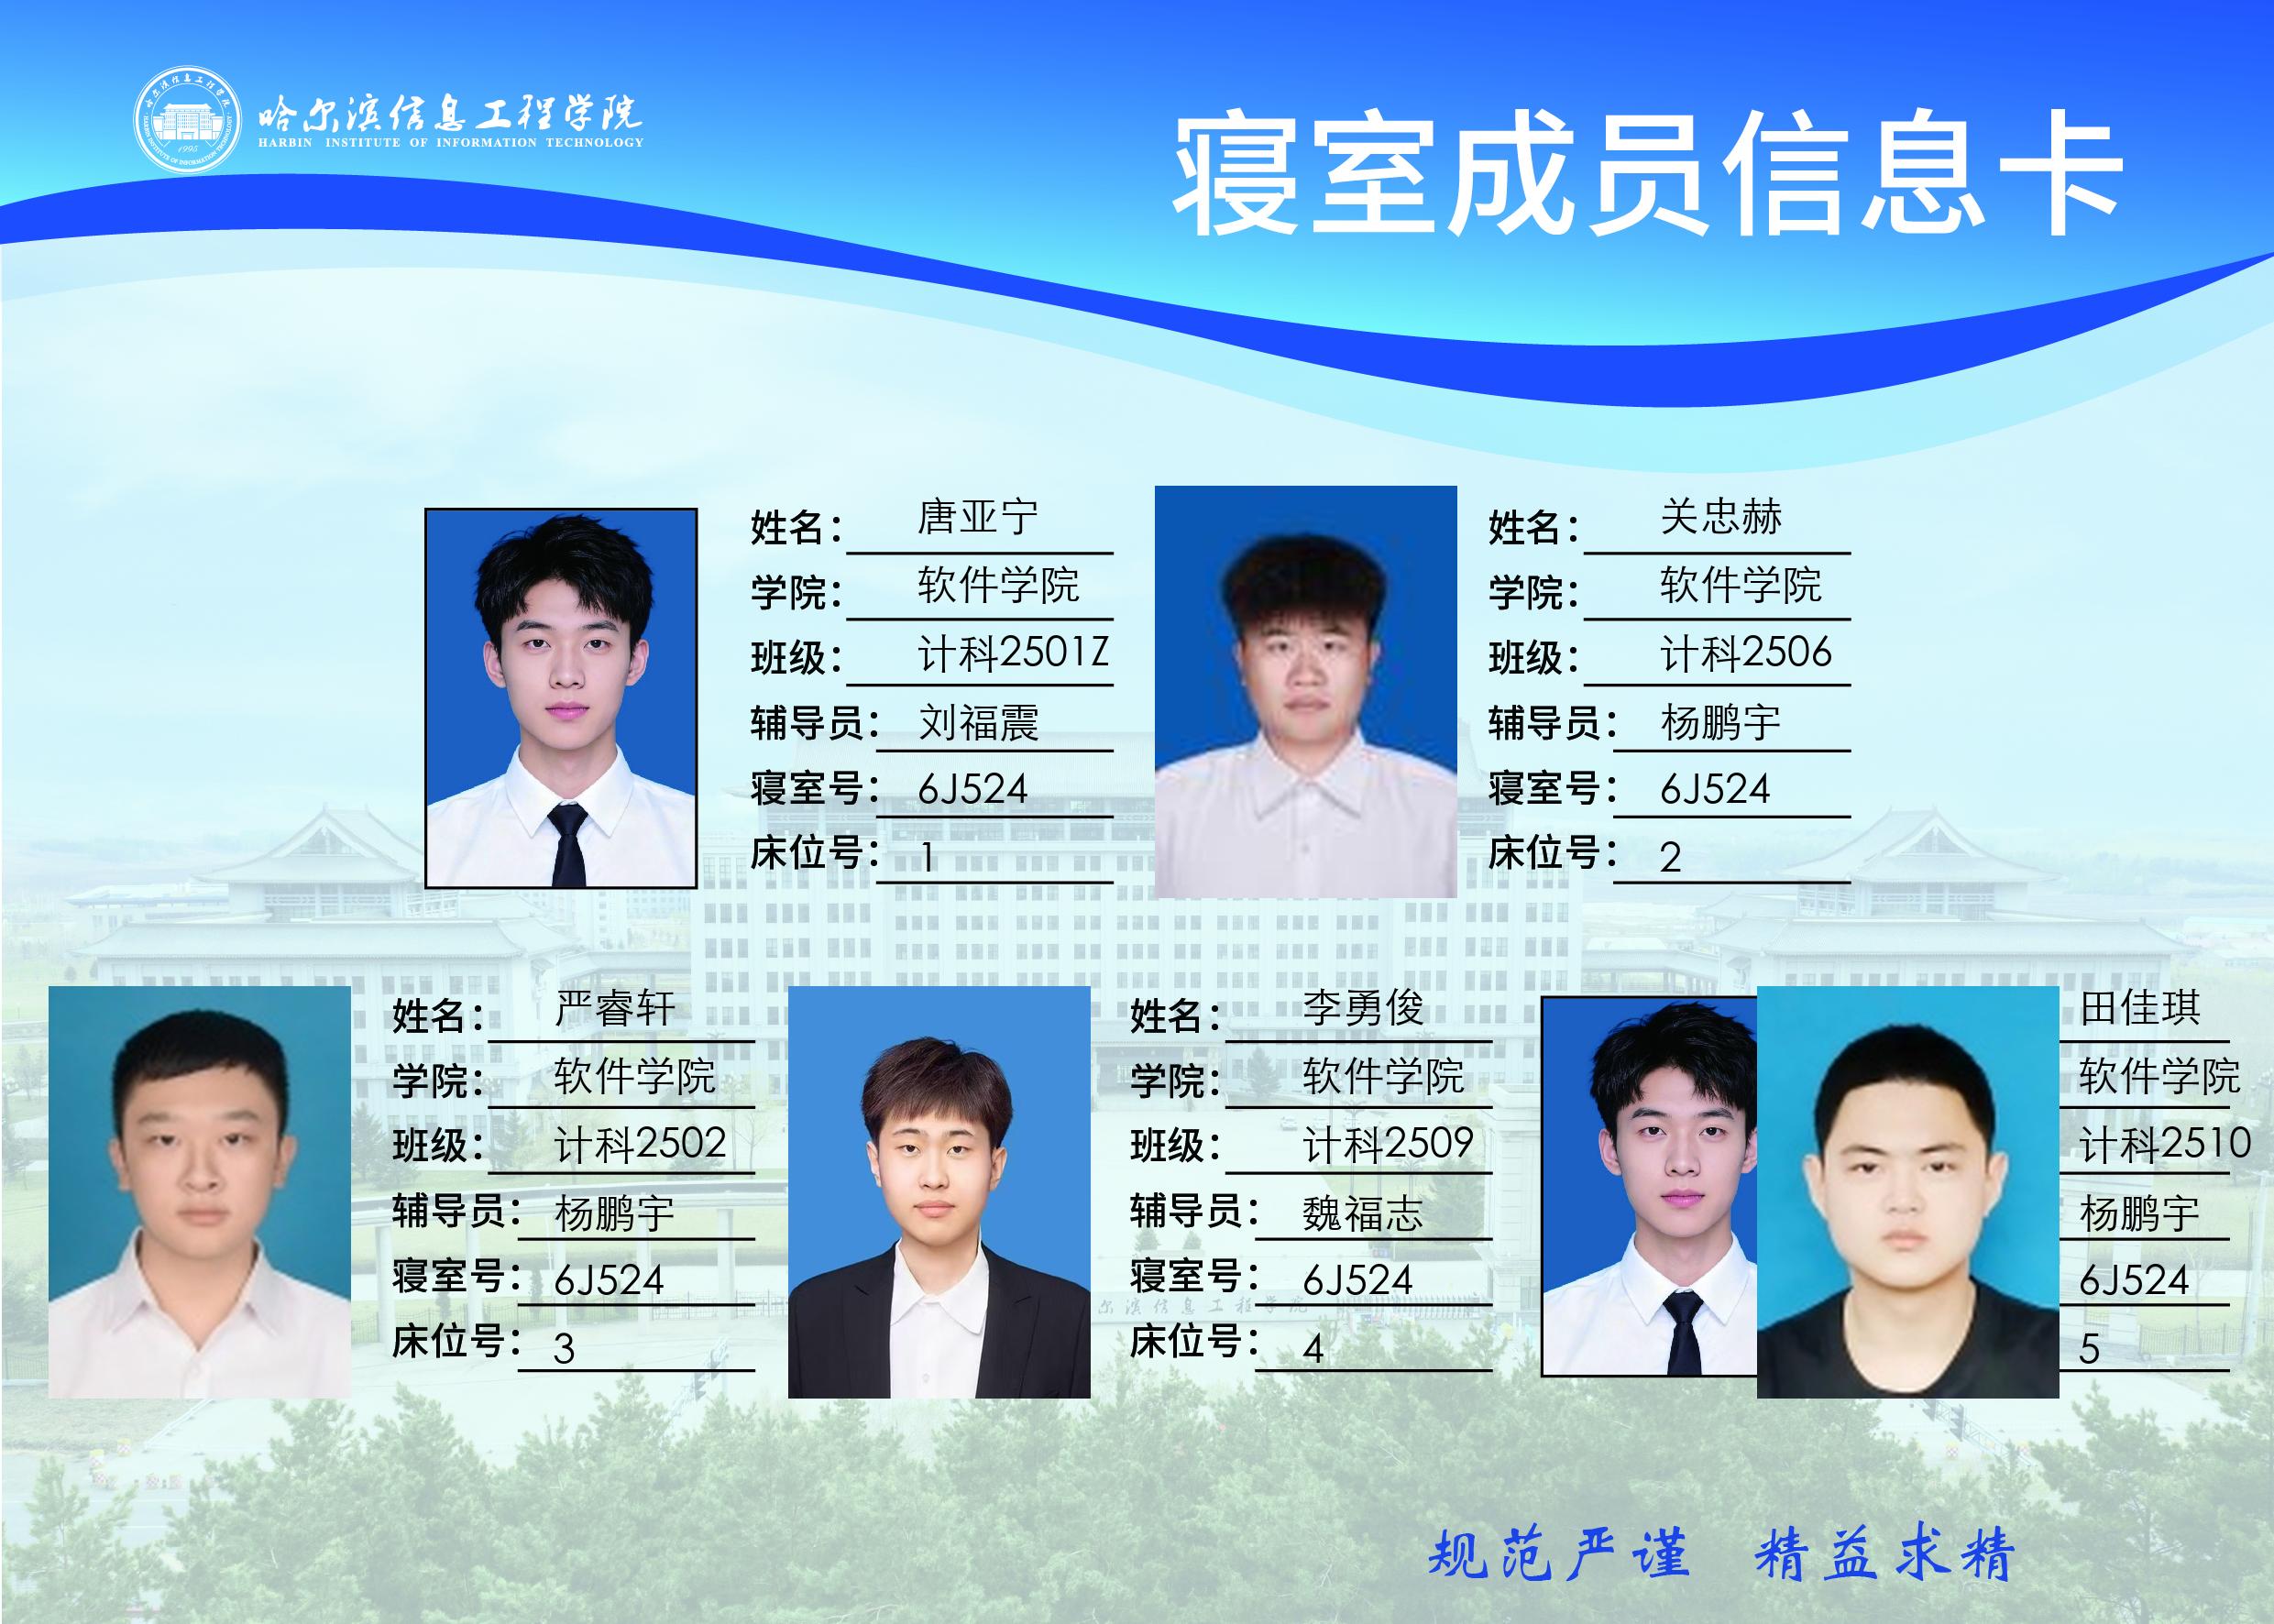 哈尔滨信息工程学院
HARBIN INSTITUTE OF INFORMATION TECHNOLOGY
1995
寝室成员信息卡
姓名： 唐亚宁
学院： 软件学院
班级： 计科2501Z
辅导员： 刘福震
寝室号： 6J524
床位号： 1
姓名： 关忠赫
学院： 软件学院
班级： 计科2506
辅导员： 杨鹏宇
寝室号： 6J524
床位号： 2
姓名： 严睿轩
学院： 软件学院
班级： 计科2502
辅导员： 杨鹏宇
寝室号： 6J524
床位号： 3
姓名： 李勇俊
学院： 软件学院
班级： 计科2509
辅导员： 魏福志
寝室号： 6J524
床位号： 4
田佳琪
软件学院
计科2510
杨鹏宇
6J524
5
尔滨信息工程学院
规范严谨 精益求精